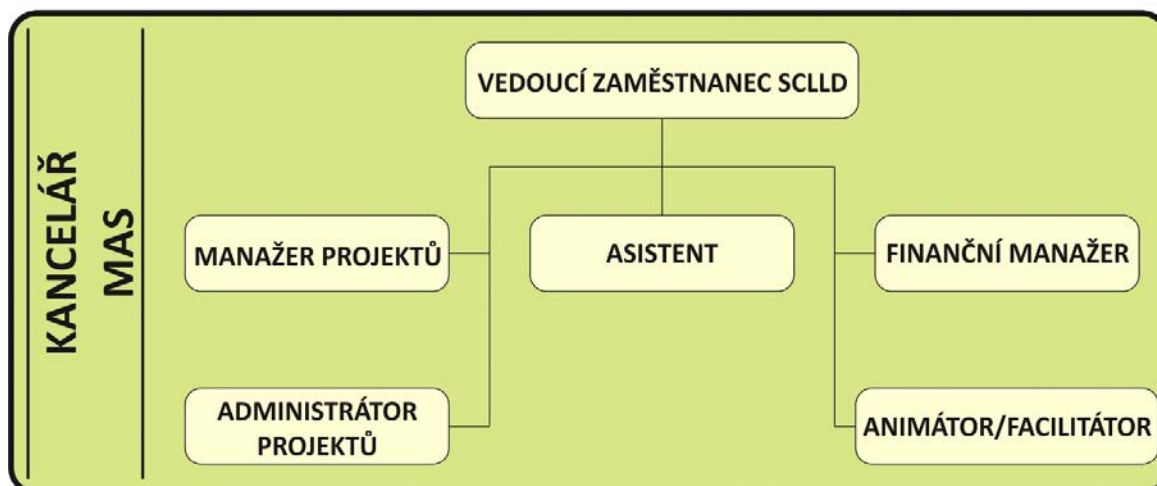 KANCELÁŘ
MAS
VEDOUCÍ ZAMĚSTNANEC SCLLD
MANAŽER PROJEKTŮ
ASISTENT
FINANČNÍ MANAŽER
ADMINISTRÁTOR
PROJEKTŮ
ANIMÁTOR/FACILITÁTOR